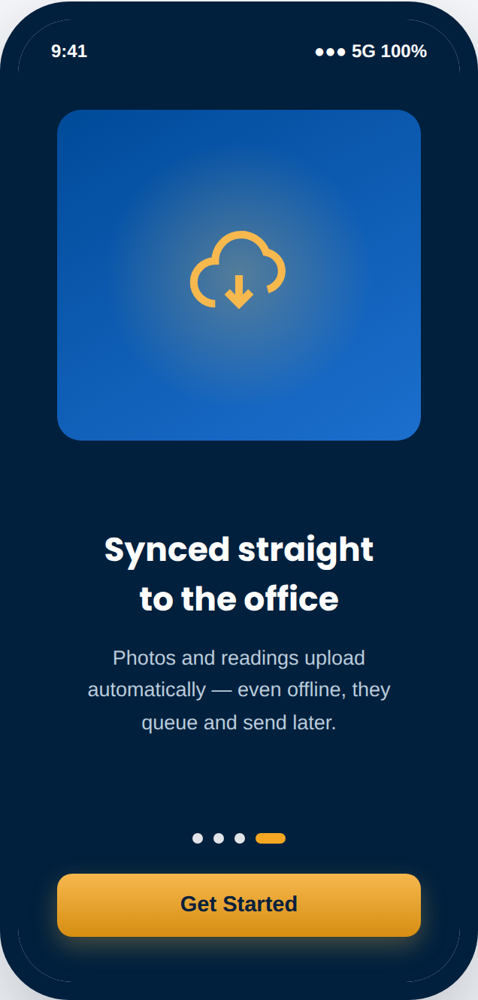 9:41
●●● 5G 100%
Synced straight
to the office
Photos and readings upload
automatically — even offline, they
queue and send later.
Get Started